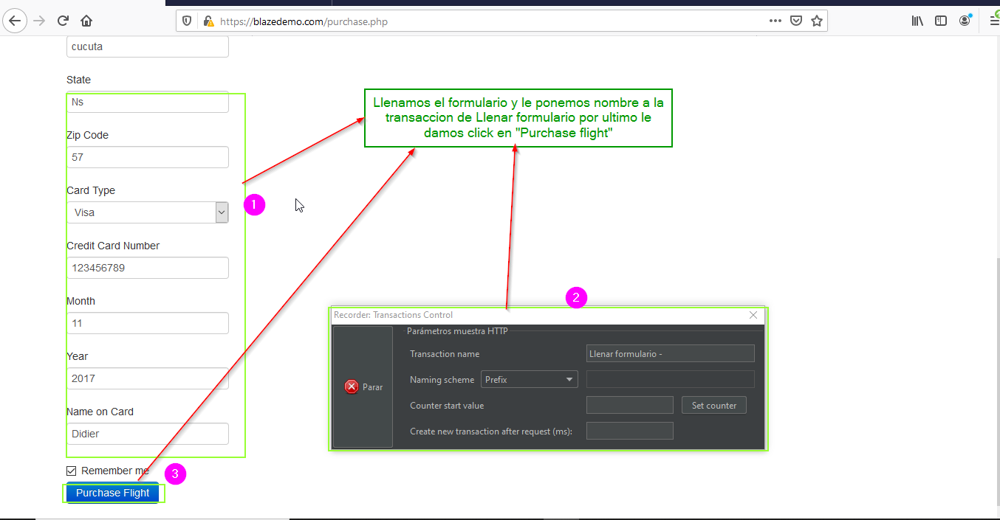 https://blazedemo.com/purchase.php
cucuta
State
Ns
Zip Code
57
Card Type
Visa
Credit Card Number
123456789
Month
11
Year
2017
Name on Card
Didier
Remember me
Purchase Flight
Llenamos el formulario y le ponemos nombre a la
transaccion de Llenar formulario por ultimo le
damos click en "Purchase flight"
1
2
3
Recorder: Transactions Control
Parar
Parámetros muestra HTTP
Transaction name
Llenar formulario -
Naming scheme
Prefix
Counter start value
Set counter
Create new transaction after request (ms):